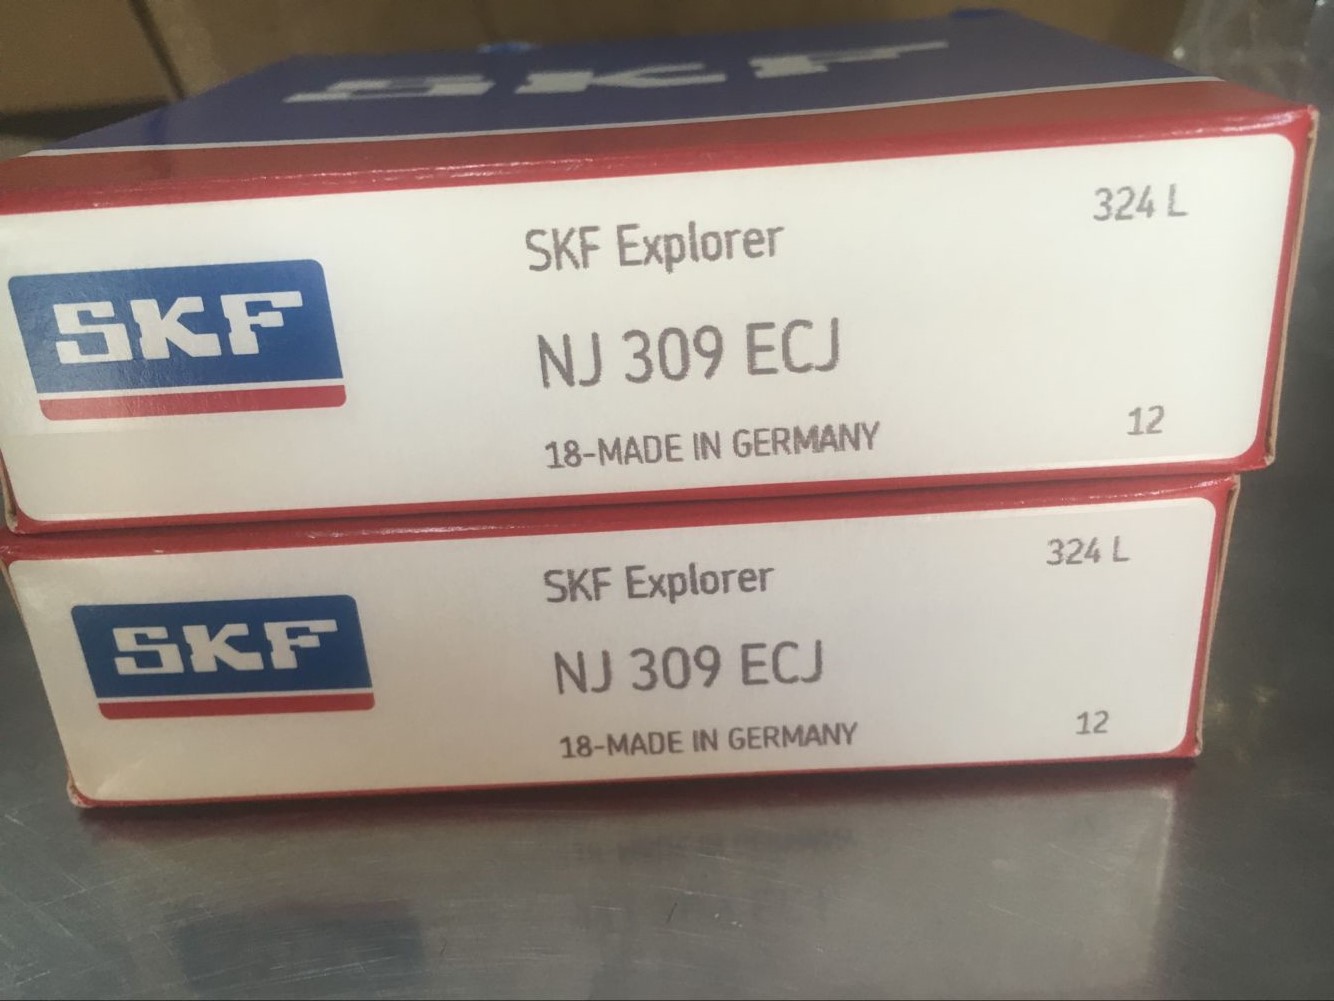 SKF
324 L
SKF Explorer
SKF
NJ 309 ECJ
12
18-MADE IN GERMANY
324 L
SKF Explorer
SKF
NJ 309 ECJ
12
18-MADE IN GERMANY